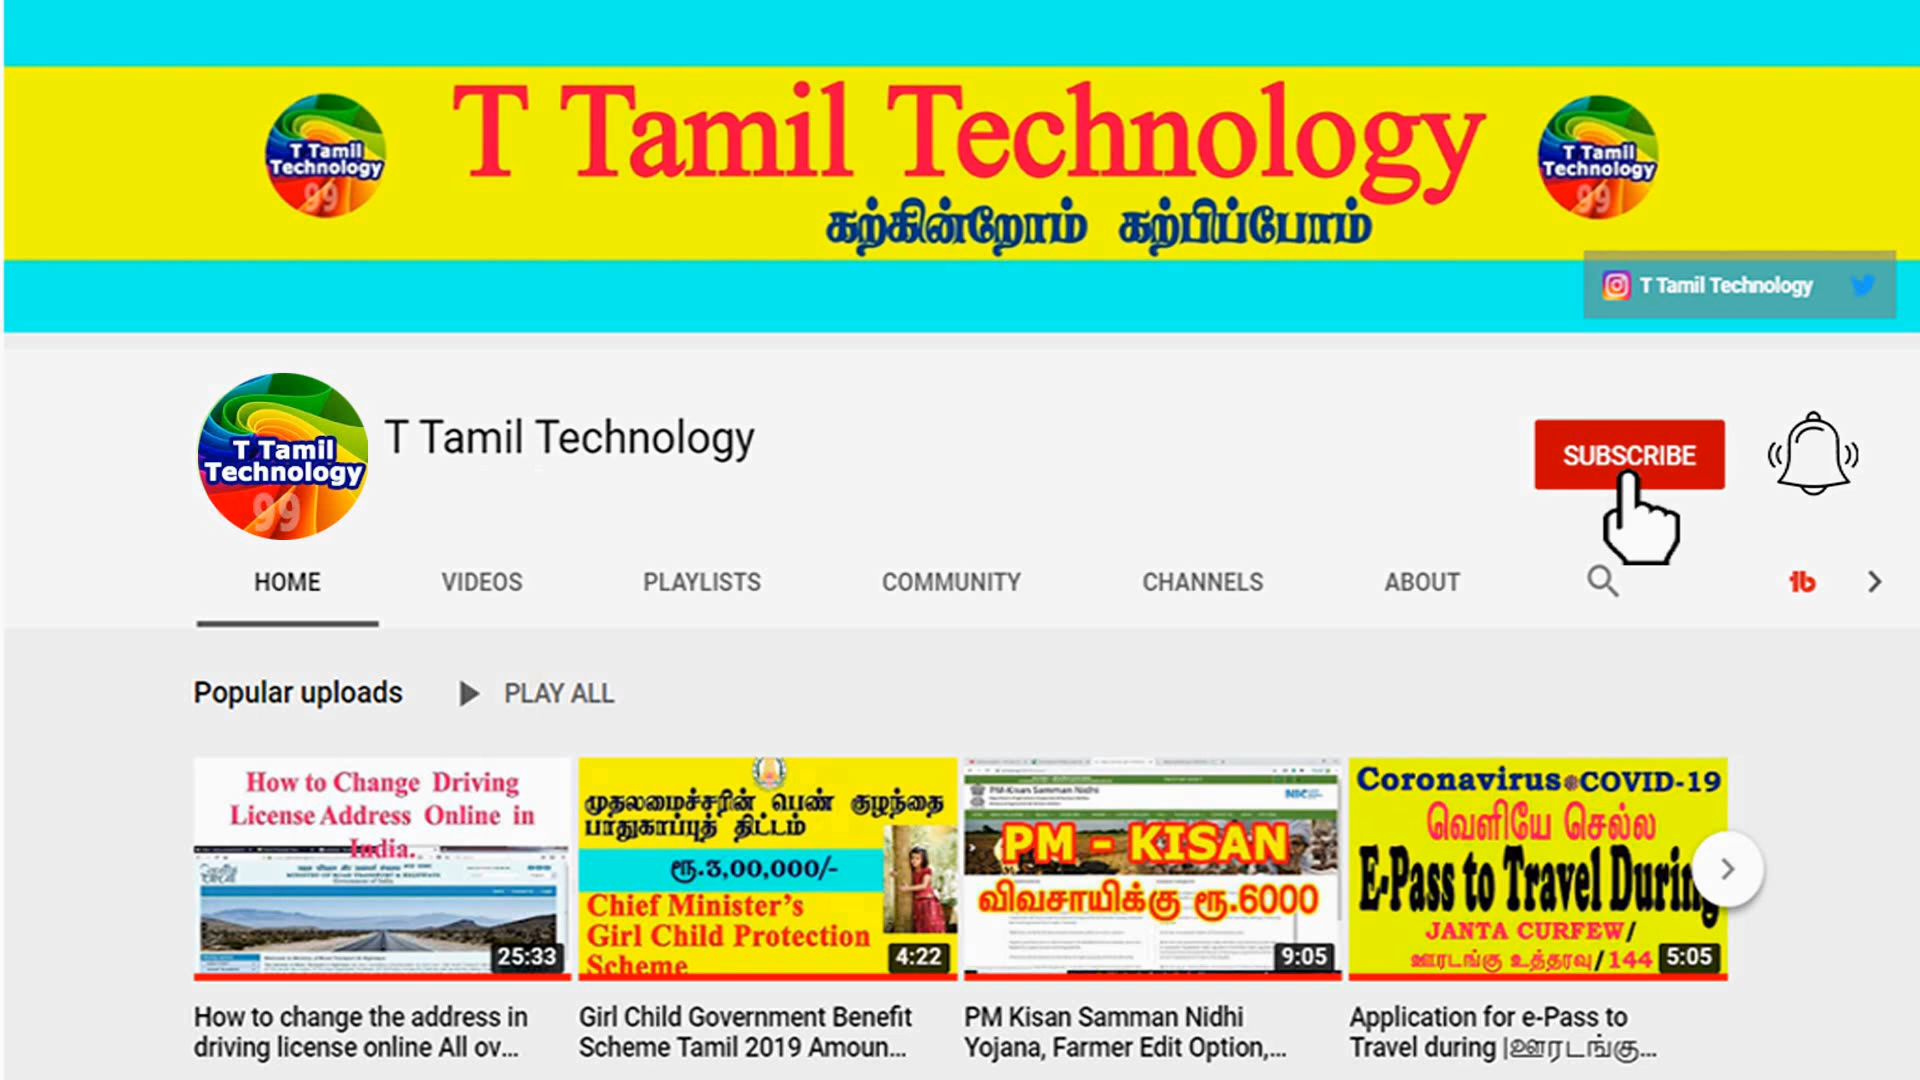 T Tamil Technology
கற்கின்றோம் கற்பிப்போம்
T Tamil
Technology
99
T Tamil
Technology
99
T Tamil Technology
T Tamil
Technology
99
T Tamil Technology
SUBSCRIBE
HOME VIDEOS PLAYLISTS COMMUNITY CHANNELS ABOUT
Popular uploads PLAY ALL
How to Change Driving
License Address Online in
India.
25:33
முதலமைச்சரின் பெண் குழந்தை
பாதுகாப்புத் திட்டம்
ரூ.3,00,000/-
Chief Minister's
Girl Child Protection
Scheme
4:22
PM-Kisan Samman Nidhi
NIC
PM - KISAN
விவசாயிக்கு ரூ.6000
9:05
Coronavirus COVID-19
வெளியே செல்ல
E-Pass to Travel During
JANTA CURFEW/
ஊரடங்கு உத்தரவு/144
5:05
How to change the address in
driving license online All ov...
Girl Child Government Benefit
Scheme Tamil 2019 Amoun...
PM Kisan Samman Nidhi
Yojana, Farmer Edit Option,...
Application for e-Pass to
Travel during |ஊரடங்கு...